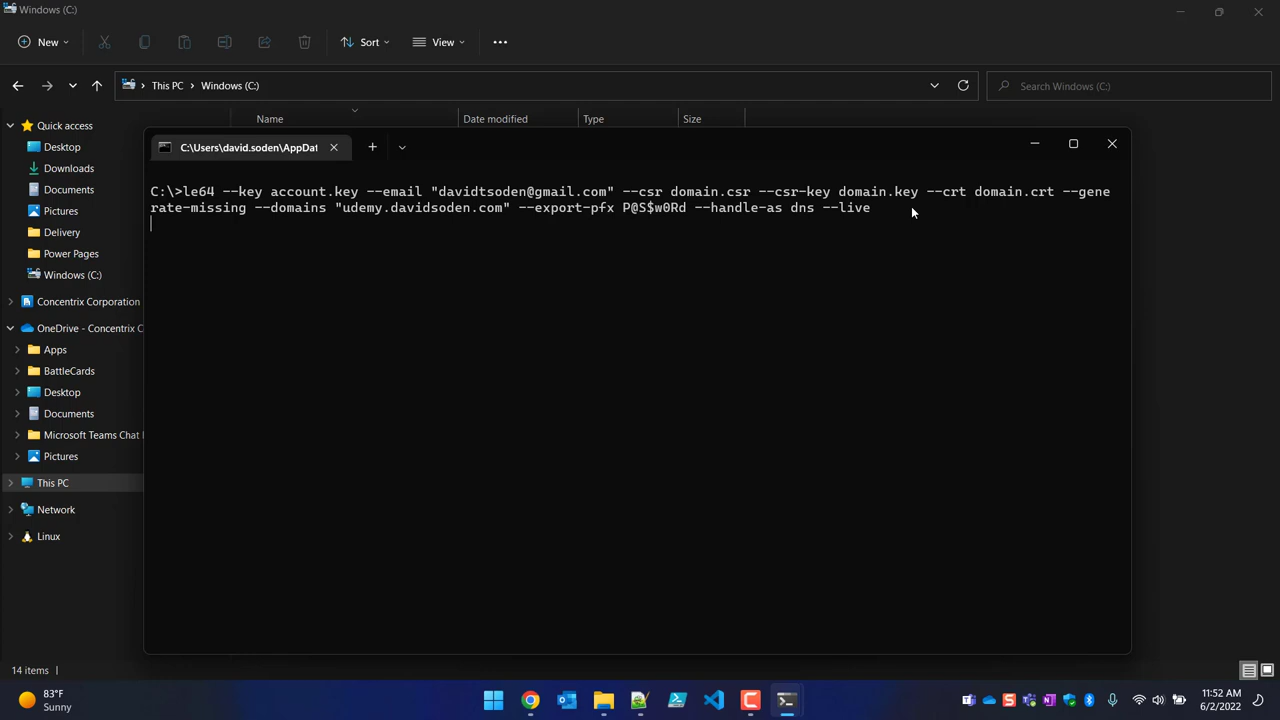 Windows (C:)
New
Sort
View
This PC
Windows (C:)
Search Windows (C:)
Name
Date modified
Type
Size
Quick access
Desktop
Downloads
Documents
Pictures
Delivery
Power Pages
Windows (C:)
Concentrix Corporation
OneDrive - Concentrix C
Apps
BattleCards
Desktop
Documents
Microsoft Teams Chat
Pictures
This PC
Network
Linux
C:\Users\david.soden\AppDat
C:\>le64 --key account.key --email "davidtsoden@gmail.com" --csr domain.csr --csr-key domain.key --crt domain.crt --gene
rate-missing --domains "udemy.davidsoden.com" --export-pfx P@S$w0Rd --handle-as dns --live
14 items
83°F
Sunny
11:52 AM
6/2/2022